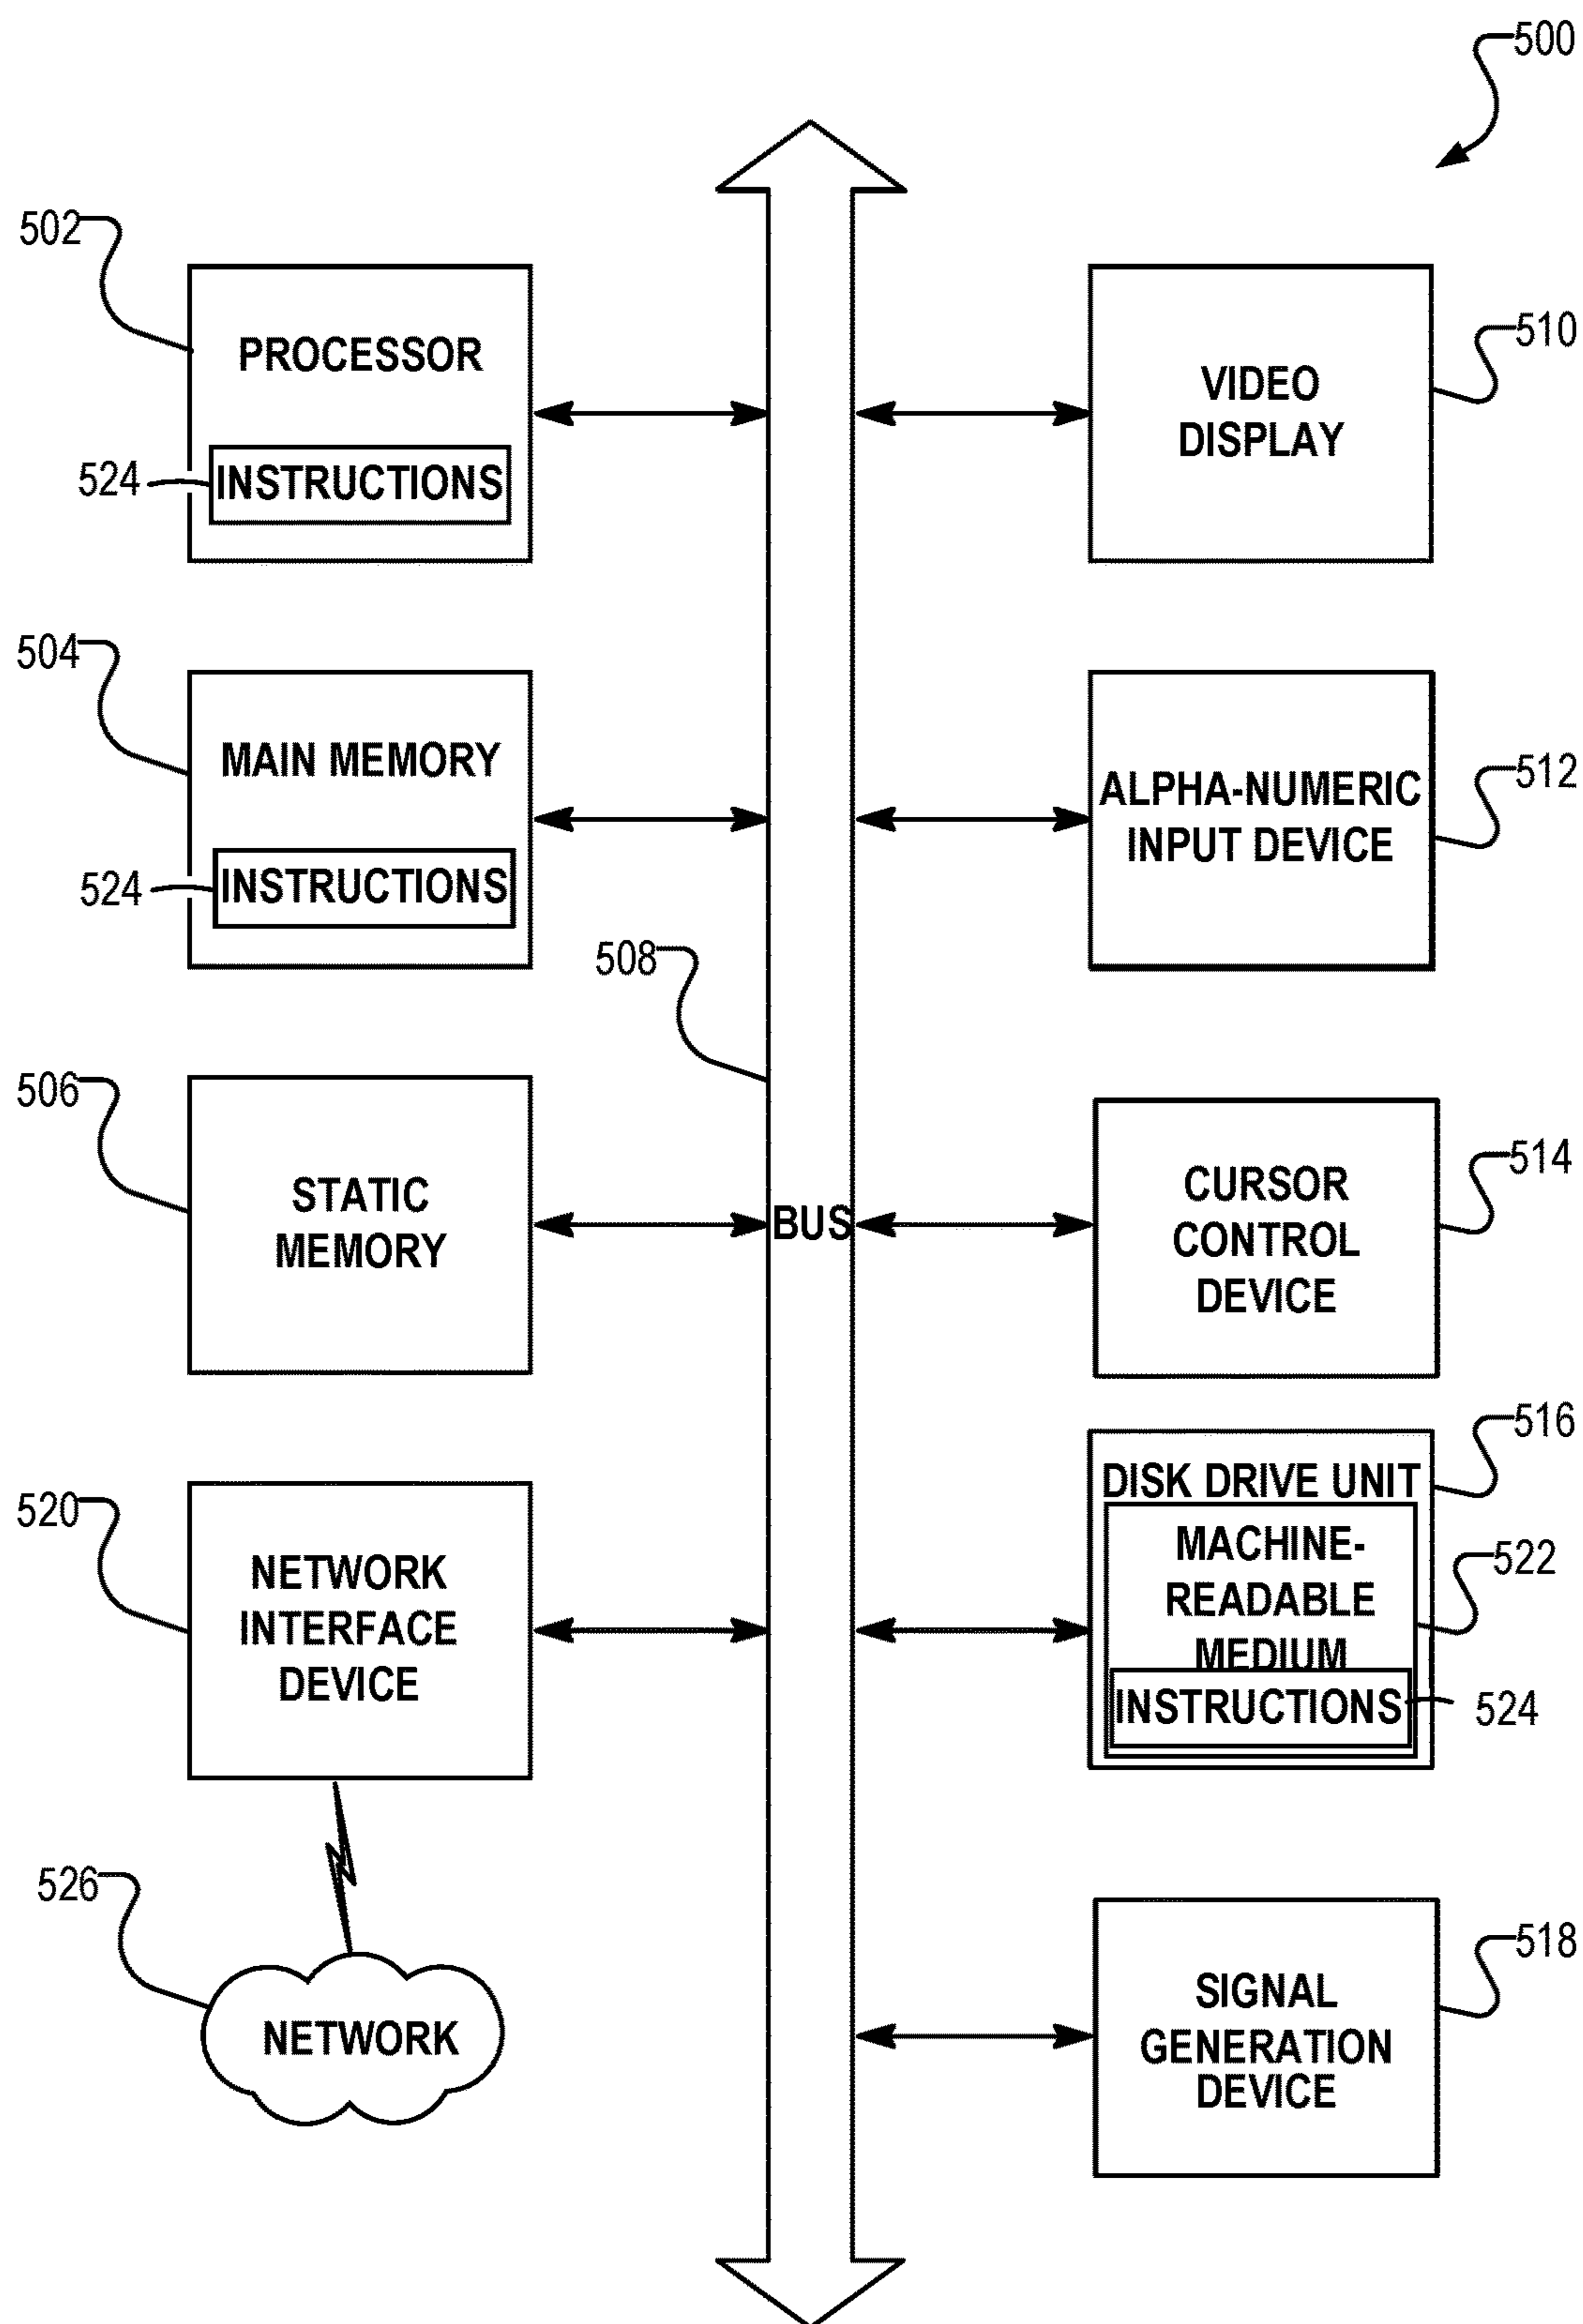 500
502
PROCESSOR
524
INSTRUCTIONS
510
VIDEO
DISPLAY
504
MAIN MEMORY
524
INSTRUCTIONS
512
ALPHA-NUMERIC
INPUT DEVICE
508
BUS
506
STATIC
MEMORY
514
CURSOR
CONTROL
DEVICE
520
NETWORK
INTERFACE
DEVICE
516
DISK DRIVE UNIT
MACHINE-
READABLE
MEDIUM
522
INSTRUCTIONS
524
526
NETWORK
518
SIGNAL
GENERATION
DEVICE